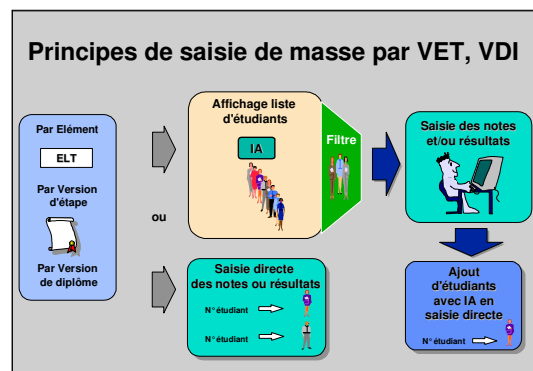 Principes de saisie de masse par VET, VDI
Par Elément
ELT
Par Version
d'étape
Par Version
de diplôme
ou
Affichage liste
d'étudiants
IA
Filtre
Saisie des notes
et/ou résultats
Saisie directe
des notes ou résultats
N° étudiant
N° étudiant
Ajout
d'étudiants
avec IA en
saisie directe
N° étudiant